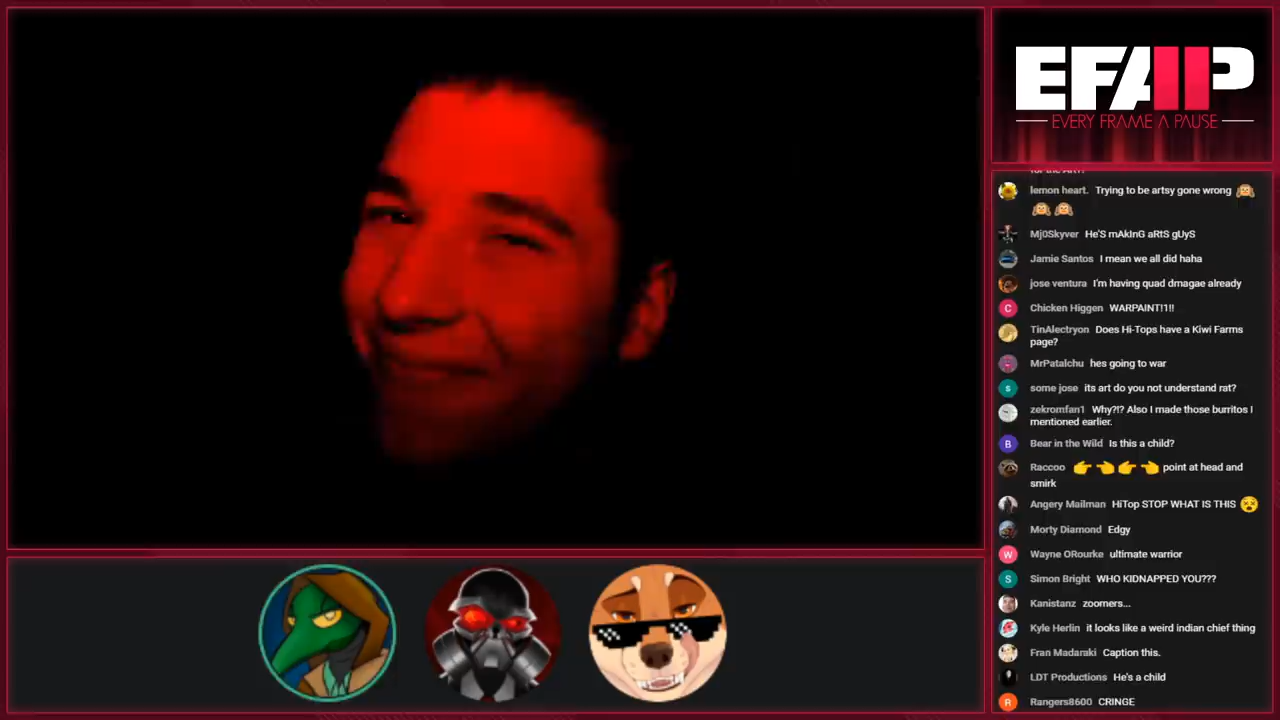 EFAP
EVERY FRAME A PAUSE
for the ART!
lemon heart. Trying to be artsy gone wrong
Mj0Skyver He'S mAkInG aRtS gUyS
Jamie Santos I mean we all did haha
jose ventura I'm having quad dmagae already
C
Chicken Higgen WARPAINT!1!!
TinAlectryon Does Hi-Tops have a Kiwi Farms
page?
MrPatalchu hes going to war
s
some jose its art do you not understand rat?
zekromfan1 Why?!? Also I made those burritos I
mentioned earlier.
B
Bear in the Wild Is this a child?
Raccoo point at head and
smirk
Angery Mailman HiTop STOP WHAT IS THIS
Morty Diamond Edgy
W
Wayne ORourke ultimate warrior
S
Simon Bright WHO KIDNAPPED YOU???
Kanistanz zoomers...
Kyle Herlin it looks like a weird indian chief thing
Fran Madaraki Caption this.
LDT Productions He's a child
R
Rangers8600 CRINGE